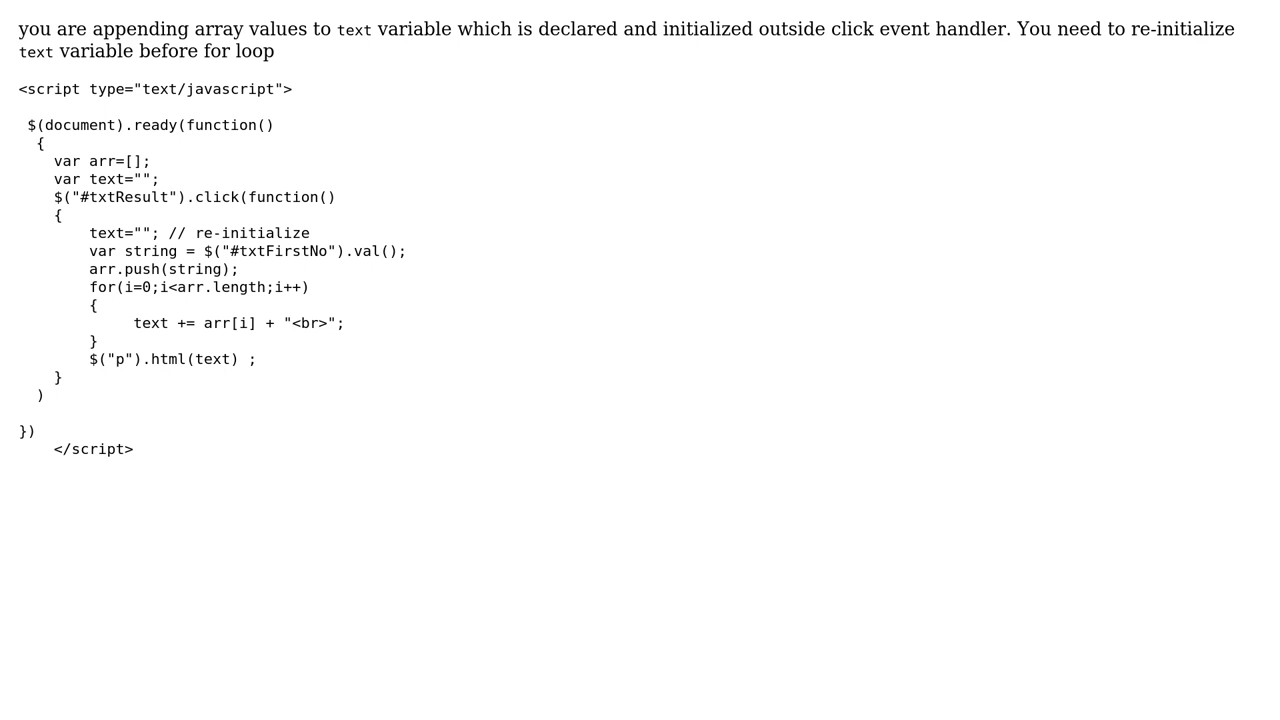 you are appending array values to text variable which is declared and initialized outside click event handler. You need to re-initialize
text variable before for loop
<script type="text/javascript">
 $(document).ready(function()
  {
    var arr=[];
    var text="";
    $("#txtResult").click(function()
    {
        text=""; // re-initialize
        var string = $("#txtFirstNo").val();
        arr.push(string);
        for(i=0;i<arr.length;i++)
        {
             text += arr[i] + "<br>";
        }
        $("p").html(text) ;
    }
  )
})
    </script>